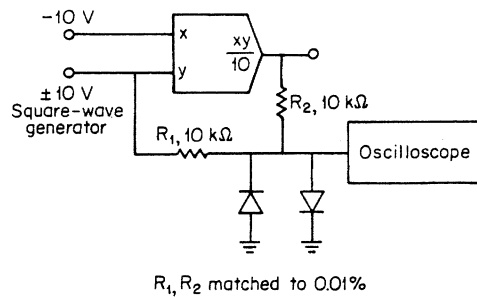 −10 V
x
y
xy
10
±10 V
Square-wave
generator
R₂, 10 kΩ
R₁, 10 kΩ
Oscilloscope
R₁, R₂ matched to 0.01%